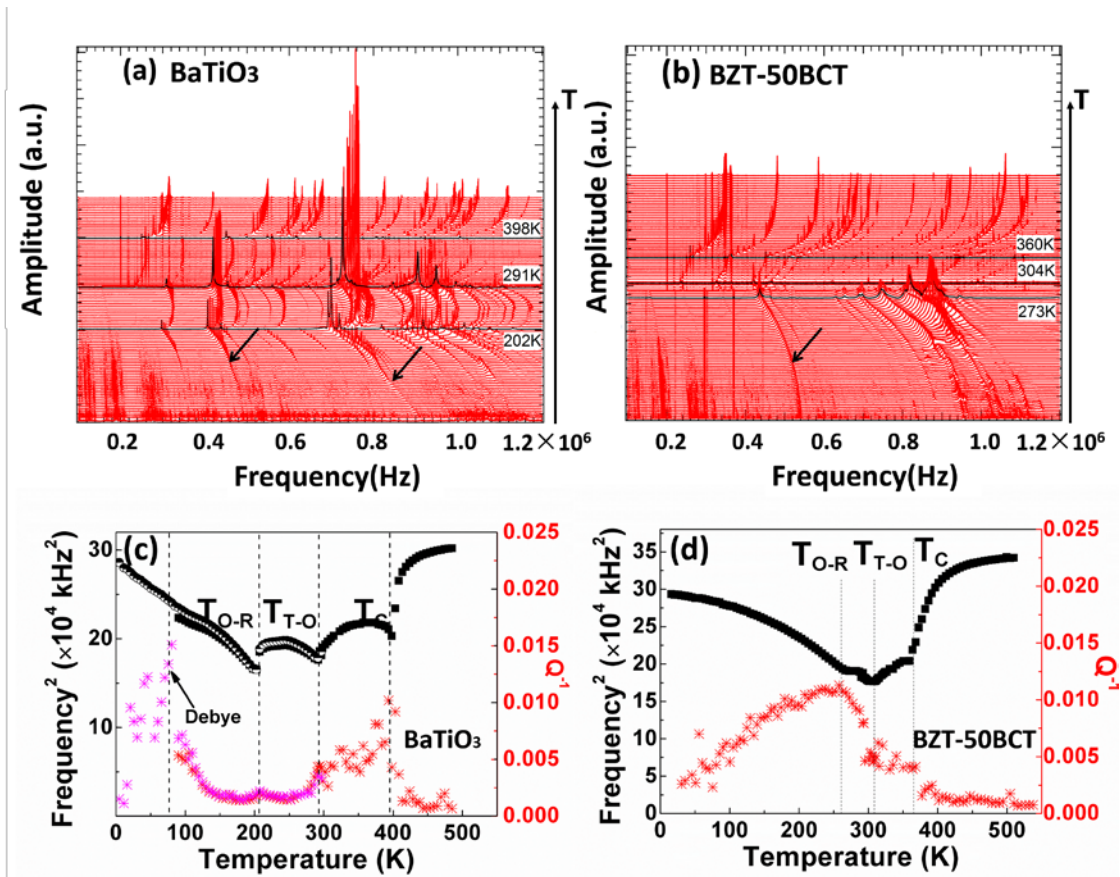 (a) BaTiO₃
Amplitude (a.u.)
T
398K
291K
202K
0.2 0.4 0.6 0.8 1.0 1.2×10⁶
Frequency(Hz)
(b) BZT-50BCT
Amplitude (a.u.)
T
360K
304K
273K
0.2 0.4 0.6 0.8 1.0 1.2×10⁶
Frequency(Hz)
(c)
T_O-R T_T-O T_C
Debye
BaTiO₃
Frequency² (×10⁴ kHz²)
30
20
10
0 100 200 300 400 500
Temperature (K)
0.025
0.020
0.015
0.010
0.005
0.000
Q⁻¹
(d)
T_O-R T_T-O T_C
BZT-50BCT
Frequency² (×10⁴ kHz²)
35
30
25
20
15
10
5
0
0 100 200 300 400 500
Temperature (K)
0.025
0.020
0.015
0.010
0.005
0.000
Q⁻¹